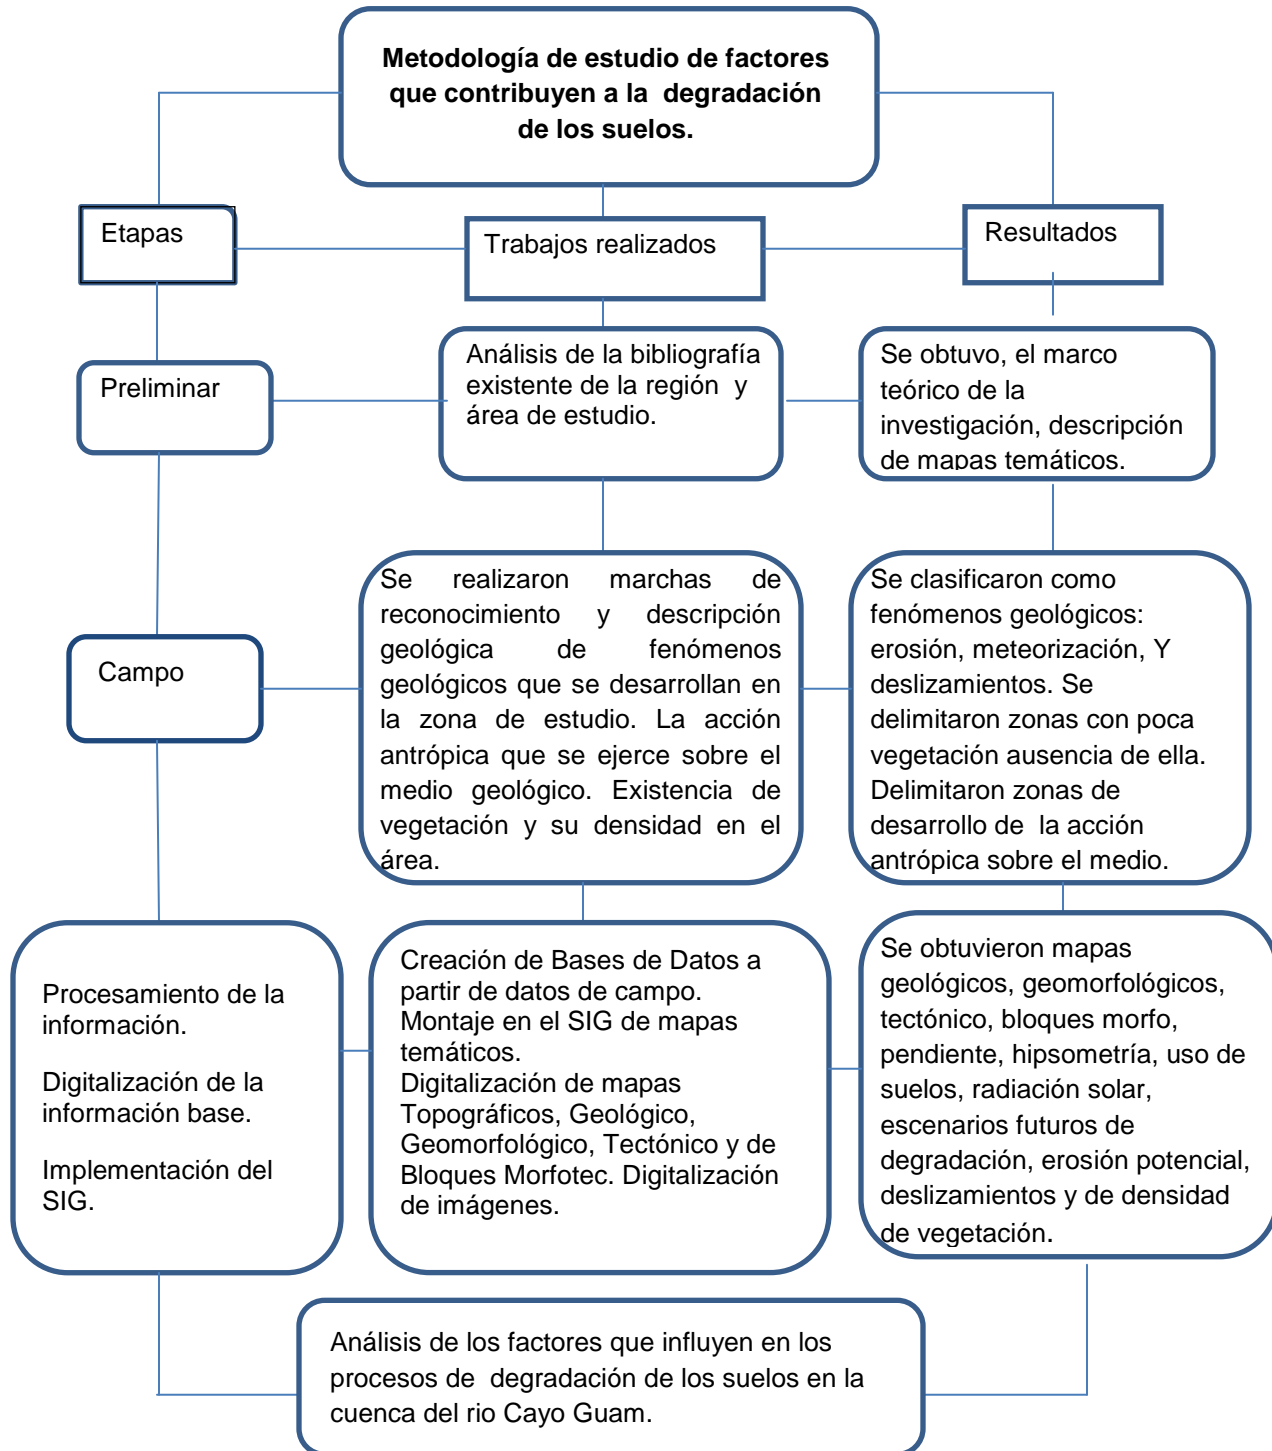 Metodología de estudio de factores
que contribuyen a la degradación
de los suelos.
Etapas
Trabajos realizados
Resultados
Preliminar
Análisis de la bibliografía
existente de la región y
área de estudio.
Se obtuvo, el marco
teórico de la
investigación, descripción
de mapas temáticos.
Campo
Se realizaron marchas de
reconocimiento y descripción
geológica de fenómenos
geológicos que se desarrollan en
la zona de estudio. La acción
antrópica que se ejerce sobre el
medio geológico. Existencia de
vegetación y su densidad en el
área.
Se clasificaron como
fenómenos geológicos:
erosión, meteorización, Y
deslizamientos. Se
delimitaron zonas con poca
vegetación ausencia de ella.
Delimitaron zonas de
desarrollo de la acción
antrópica sobre el medio.
Procesamiento de la
información.
Digitalización de la
información base.
Implementación del
SIG.
Creación de Bases de Datos a
partir de datos de campo.
Montaje en el SIG de mapas
temáticos.
Digitalización de mapas
Topográficos, Geológico,
Geomorfológico, Tectónico y de
Bloques Morfotec. Digitalización
de imágenes.
Se obtuvieron mapas
geológicos, geomorfológicos,
tectónico, bloques morfo,
pendiente, hipsometría, uso de
suelos, radiación solar,
escenarios futuros de
degradación, erosión potencial,
deslizamientos y de densidad
de vegetación.
Análisis de los factores que influyen en los
procesos de degradación de los suelos en la
cuenca del rio Cayo Guam.